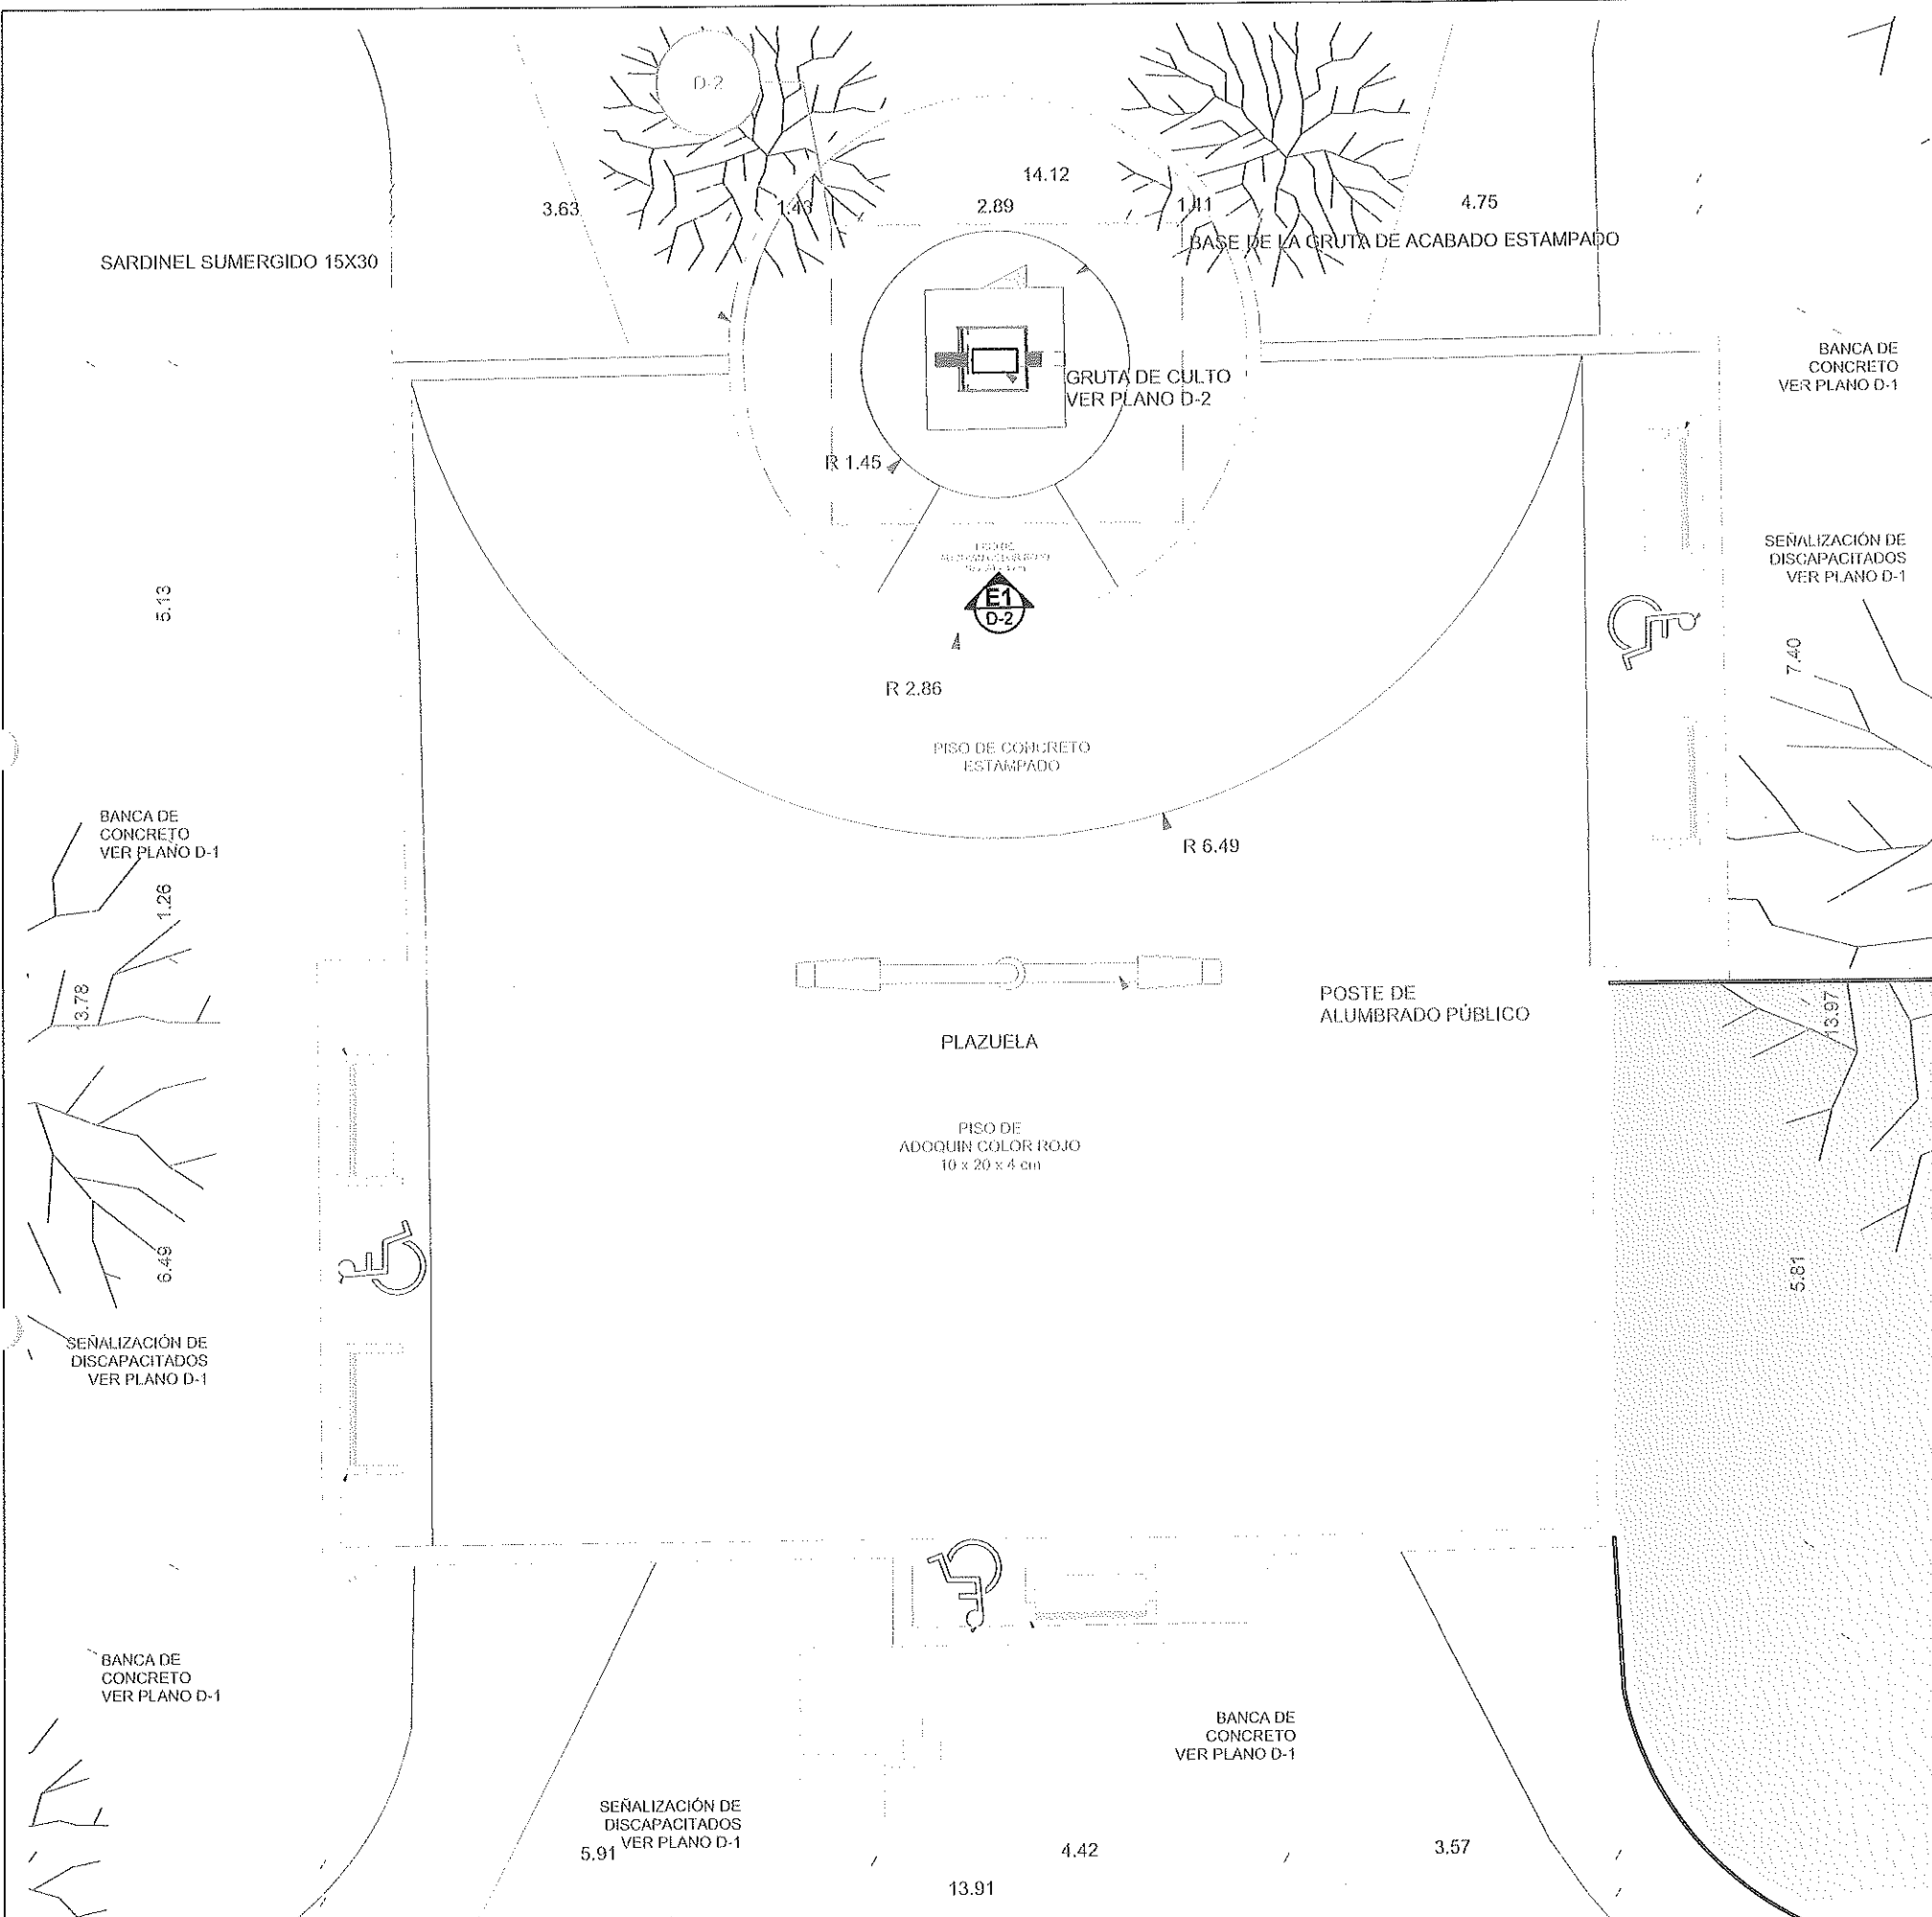 D-2
14.12
3.63
1.43
2.89
1.41
4.75
BASE DE LA GRUTA DE ACABADO ESTAMPADO
SARDINEL SUMERGIDO 15X30
BANCA DE
CONCRETO
VER PLANO D-1
GRUTA DE CULTO
VER PLANO D-2
R 1.45
SEÑALIZACIÓN DE
DISCAPACITADOS
VER PLANO D-1
5.13
E1
D-2
7.40
R 2.86
PISO DE CONCRETO
ESTAMPADO
BANCA DE
CONCRETO
VER PLANO D-1
R 6.49
1.26
13.78
POSTE DE
ALUMBRADO PÚBLICO
13.97
PLAZUELA
PISO DE
ADOQUIN COLOR ROJO
10 x 20 x 4 cm
6.49
5.81
SEÑALIZACIÓN DE
DISCAPACITADOS
VER PLANO D-1
BANCA DE
CONCRETO
VER PLANO D-1
BANCA DE
CONCRETO
VER PLANO D-1
SEÑALIZACIÓN DE
DISCAPACITADOS
VER PLANO D-1
5.91
4.42
3.57
13.91